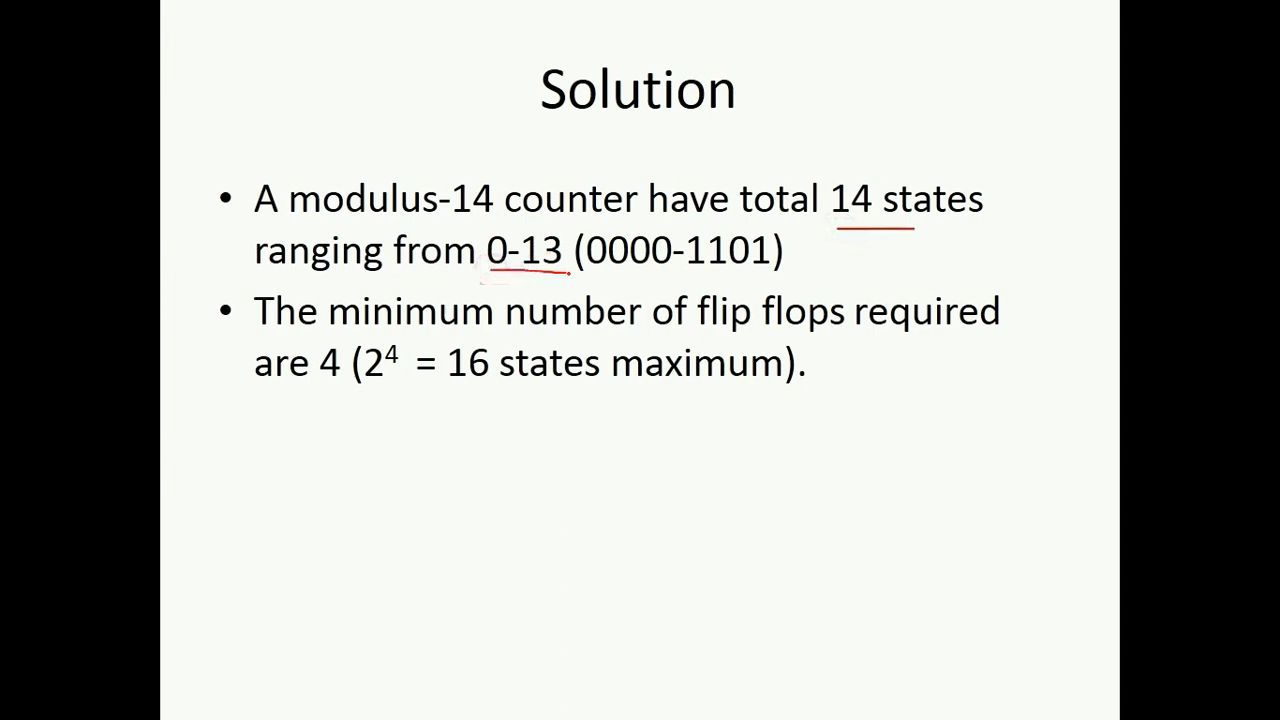 Solution
• A modulus-14 counter have total 14 states
ranging from 0-13 (0000-1101)
• The minimum number of flip flops required
are 4 (2⁴ = 16 states maximum).